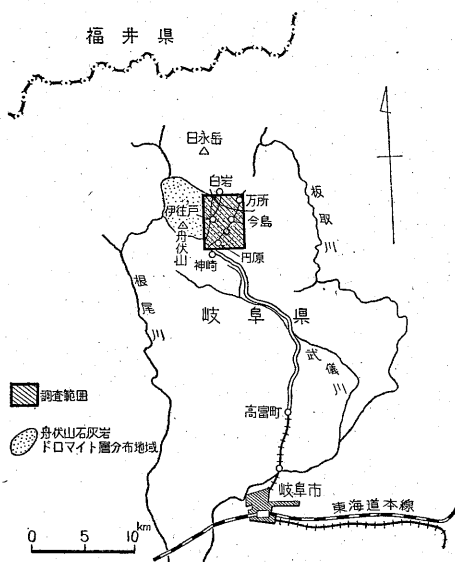 福井県
日永岳
白岩
万所
伊往戸
今島
舟伏山
円原
神崎
板取川
根尾川
岐阜県
武儀川
調査範囲
高富町
舟伏山石灰岩
ドロマイト層分布地域
岐阜市
東海道本線
0 5 10 km